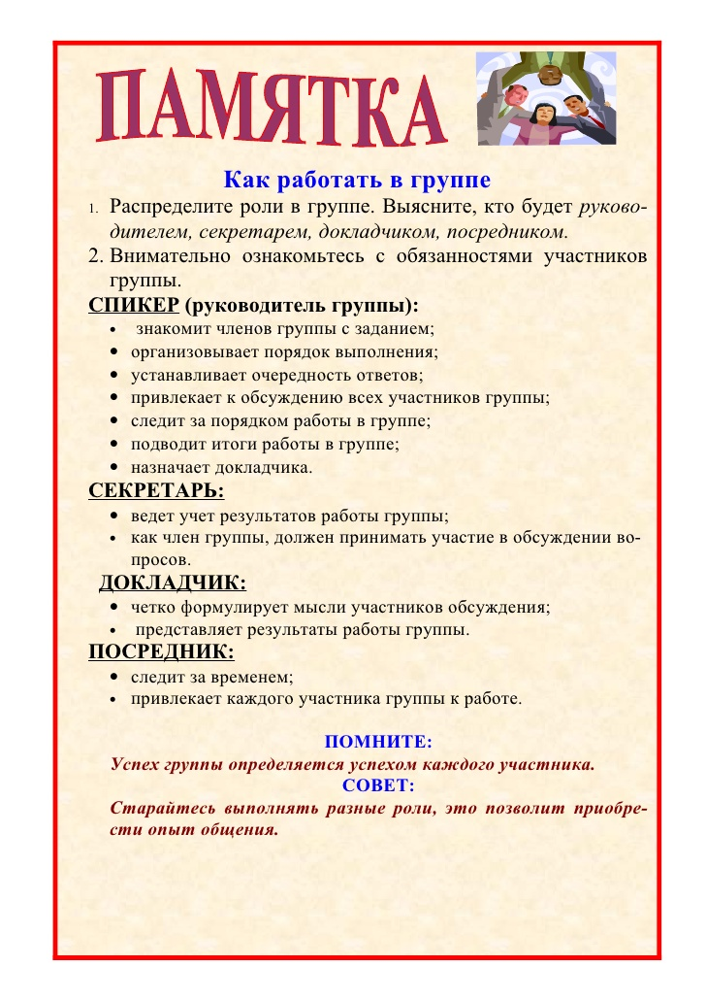 ПАМЯТКА
Как работать в группе
1. Распределите роли в группе. Выясните, кто будет руково-
дителем, секретарем, докладчиком, посредником.
2. Внимательно ознакомьтесь с обязанностями участников
группы.
СПИКЕР (руководитель группы):
• знакомит членов группы с заданием;
• организовывает порядок выполнения;
• устанавливает очередность ответов;
• привлекает к обсуждению всех участников группы;
• следит за порядком работы в группе;
• подводит итоги работы в группе;
• назначает докладчика.
СЕКРЕТАРЬ:
• ведет учет результатов работы группы;
• как член группы, должен принимать участие в обсуждении во-
просов.
ДОКЛАДЧИК:
• четко формулирует мысли участников обсуждения;
• представляет результаты работы группы.
ПОСРЕДНИК:
• следит за временем;
• привлекает каждого участника группы к работе.
ПОМНИТЕ:
Успех группы определяется успехом каждого участника.
СОВЕТ:
Старайтесь выполнять разные роли, это позволит приобре-
сти опыт общения.